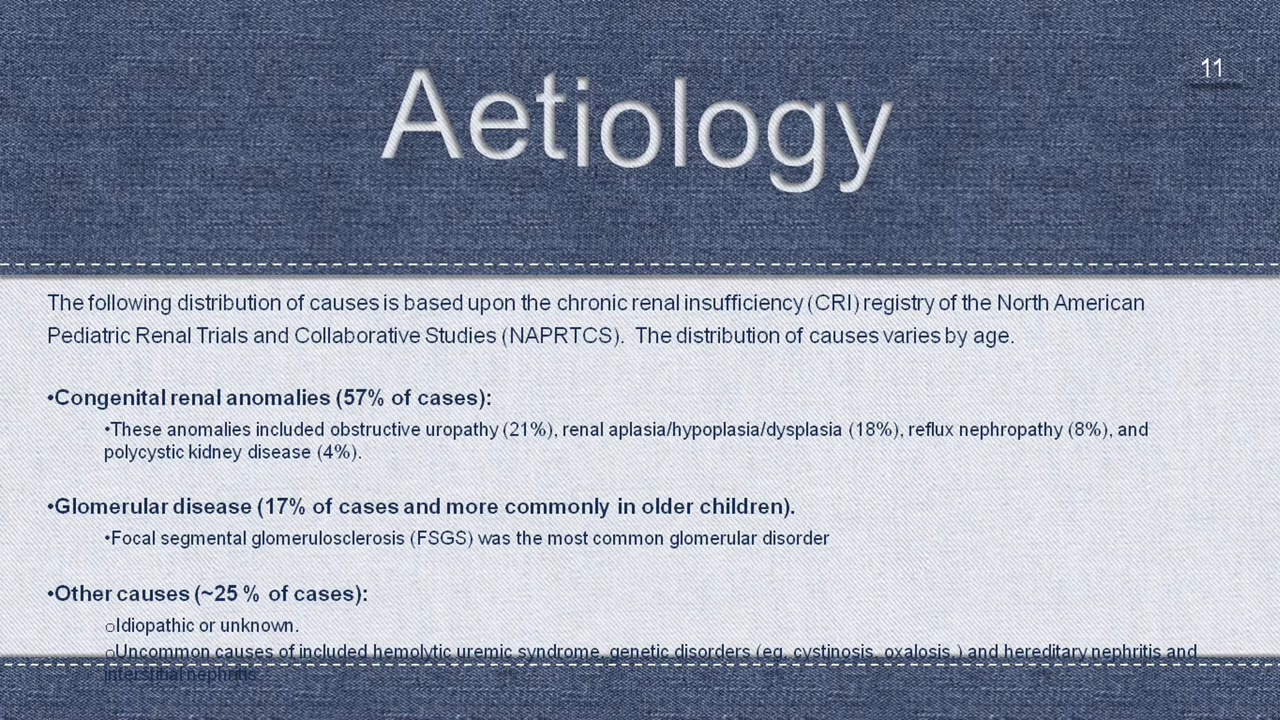 11
Aetiology
The following distribution of causes is based upon the chronic renal insufficiency (CRI) registry of the North American
Pediatric Renal Trials and Collaborative Studies (NAPRTCS).  The distribution of causes varies by age.
•Congenital renal anomalies (57% of cases):
•These anomalies included obstructive uropathy (21%), renal aplasia/hypoplasia/dysplasia (18%), reflux nephropathy (8%), and
polycystic kidney disease (4%).
•Glomerular disease (17% of cases and more commonly in older children).
•Focal segmental glomerulosclerosis (FSGS) was the most common glomerular disorder
•Other causes (~25 % of cases):
oIdiopathic or unknown.
oUncommon causes of included hemolytic uremic syndrome, genetic disorders (eg, cystinosis, oxalosis,) and hereditary nephritis and
interstitial nephritis.